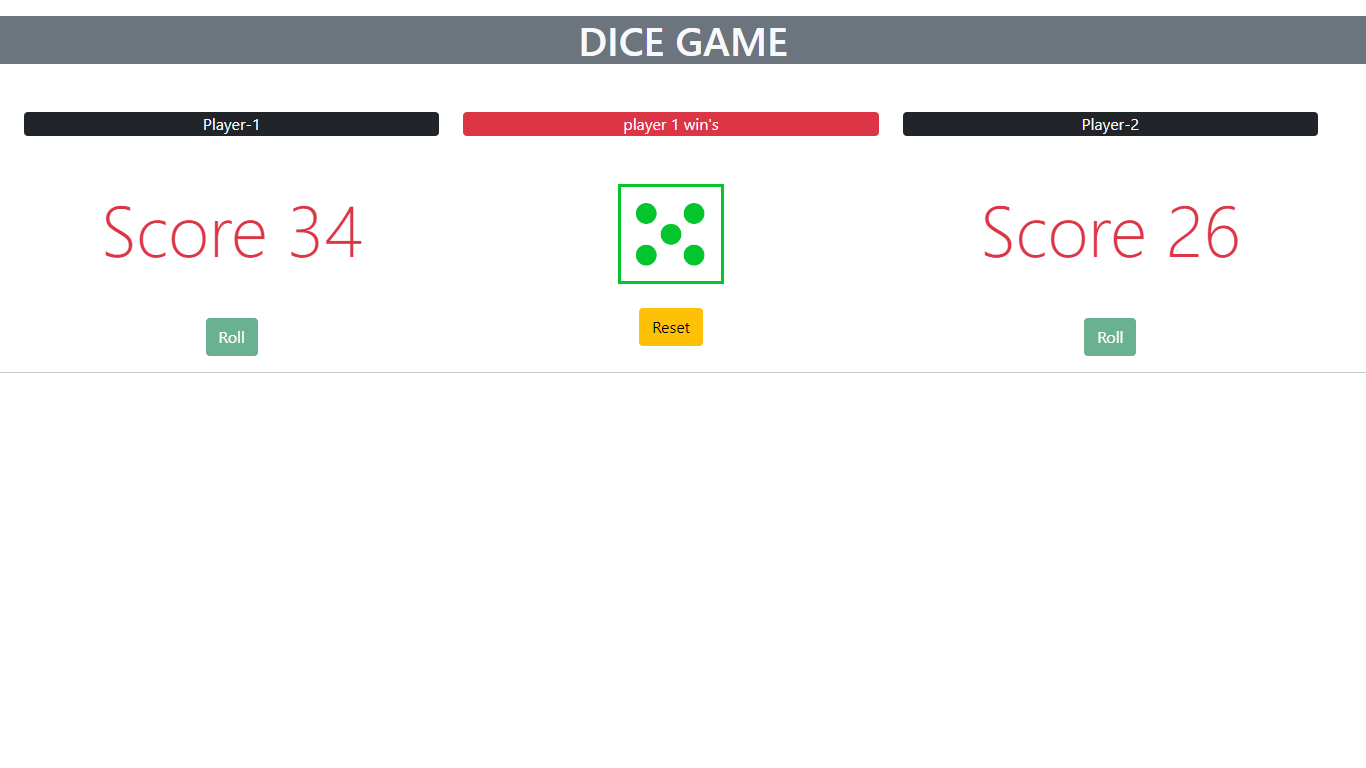 DICE GAME
Player-1
player 1 win's
Player-2
Score 34
Score 26
Roll
Reset
Roll